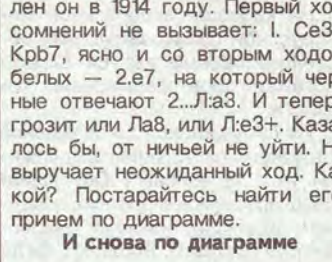 лен он в 1914 году. Первый хо
сомнений не вызывает: I. Се3
Крb7, ясно и со вторым ходо
белых — 2.е7, на который чер
ные отвечают 2...Л:а3. И тепер
грозит или Ла8, или Л:е3+. Каза
лось бы, от ничьей не уйти. Н
выручает неожиданный ход. Ка
кой? Постарайтесь найти ег
причем по диаграмме.
И снова по диаграмме